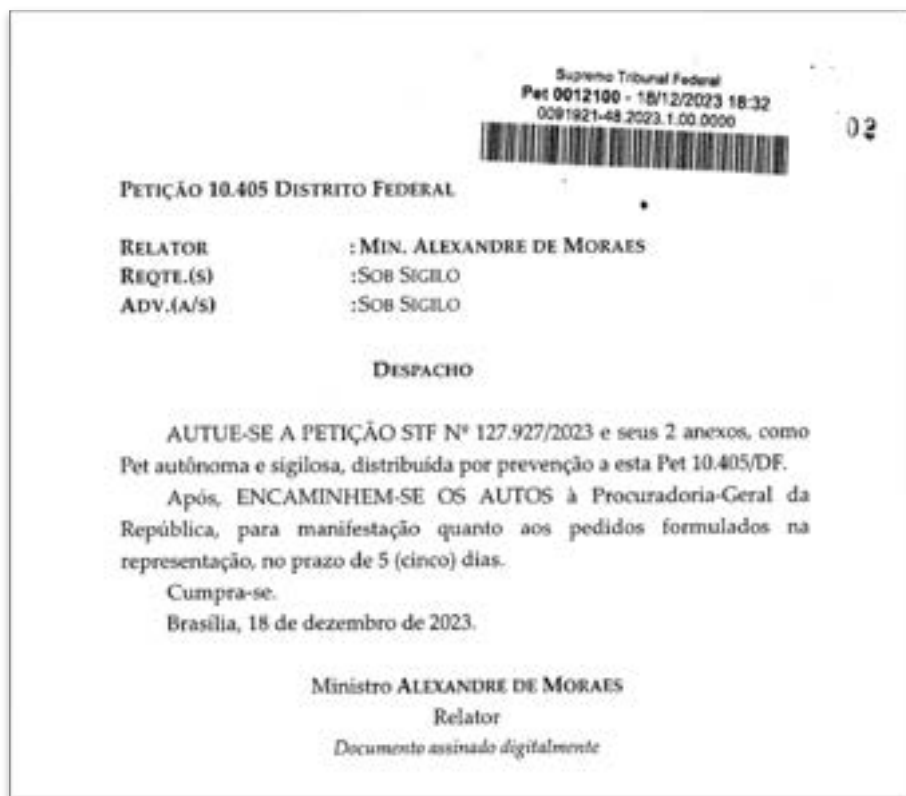 Supremo Tribunal Federal
Pet 0012100 - 18/12/2023 18:32
0091921-48.2023.1.00.0000
02
PETIÇÃO 10.405 DISTRITO FEDERAL
RELATOR : MIN. ALEXANDRE DE MORAES
REQTE.(S) :SOB SIGILO
ADV.(A/S) :SOB SIGILO
DESPACHO
AUTUE-SE A PETIÇÃO STF Nº 127.927/2023 e seus 2 anexos, como
Pet autônoma e sigilosa, distribuída por prevenção a esta Pet 10.405/DF.
Após, ENCAMINHEM-SE OS AUTOS à Procuradoria-Geral da
República, para manifestação quanto aos pedidos formulados na
representação, no prazo de 5 (cinco) dias.
Cumpra-se.
Brasília, 18 de dezembro de 2023.
Ministro ALEXANDRE DE MORAES
Relator
Documento assinado digitalmente